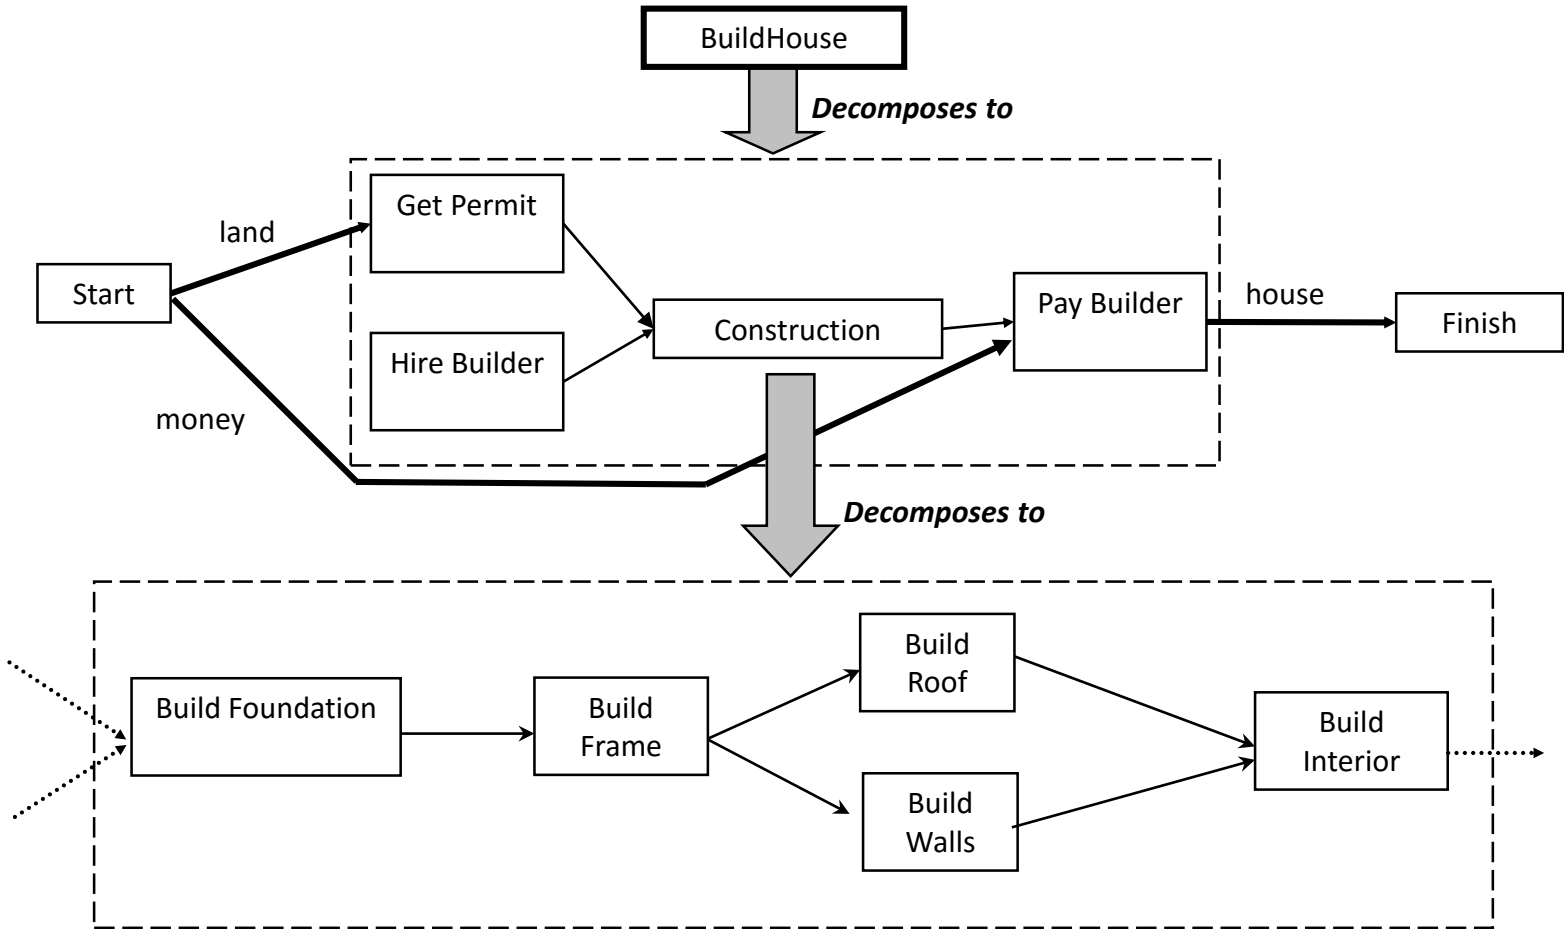 BuildHouse
Decomposes to
Get Permit
land
Start
Hire Builder
Construction
Pay Builder
house
Finish
money
Decomposes to
Build Foundation
Build
Frame
Build
Roof
Build
Walls
Build
Interior